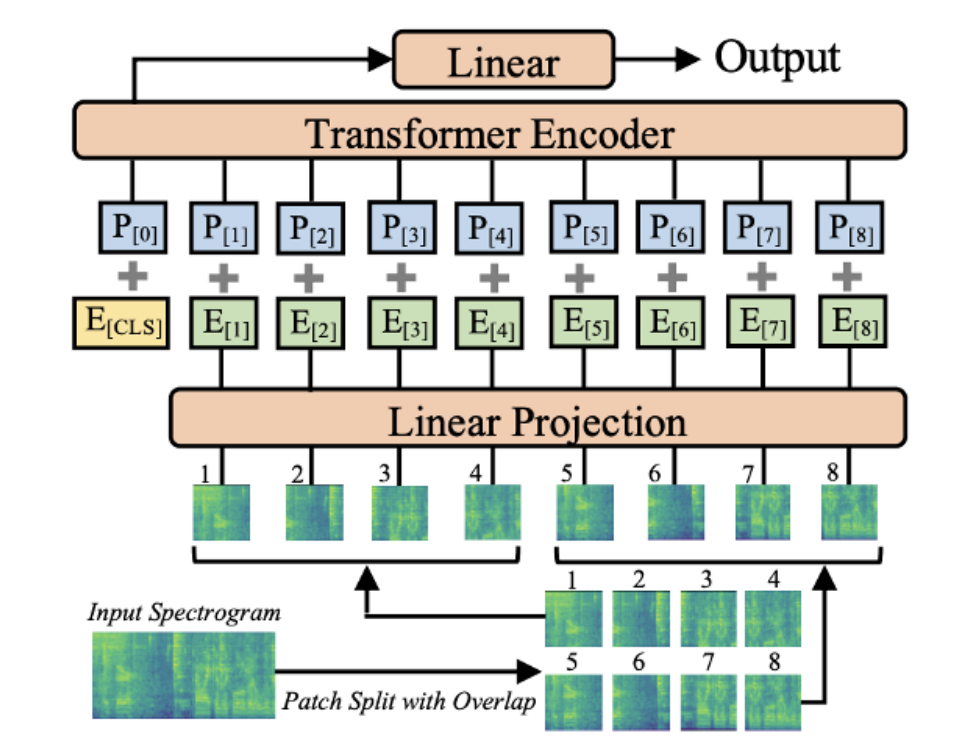 Linear Output
Transformer Encoder
P[0] P[1] P[2] P[3] P[4] P[5] P[6] P[7] P[8]
+ + + + + + + + +
E[CLS] E[1] E[2] E[3] E[4] E[5] E[6] E[7] E[8]
Linear Projection
1 2 3 4 5 6 7 8
1 2 3 4
Input Spectrogram
5 6 7 8
Patch Split with Overlap